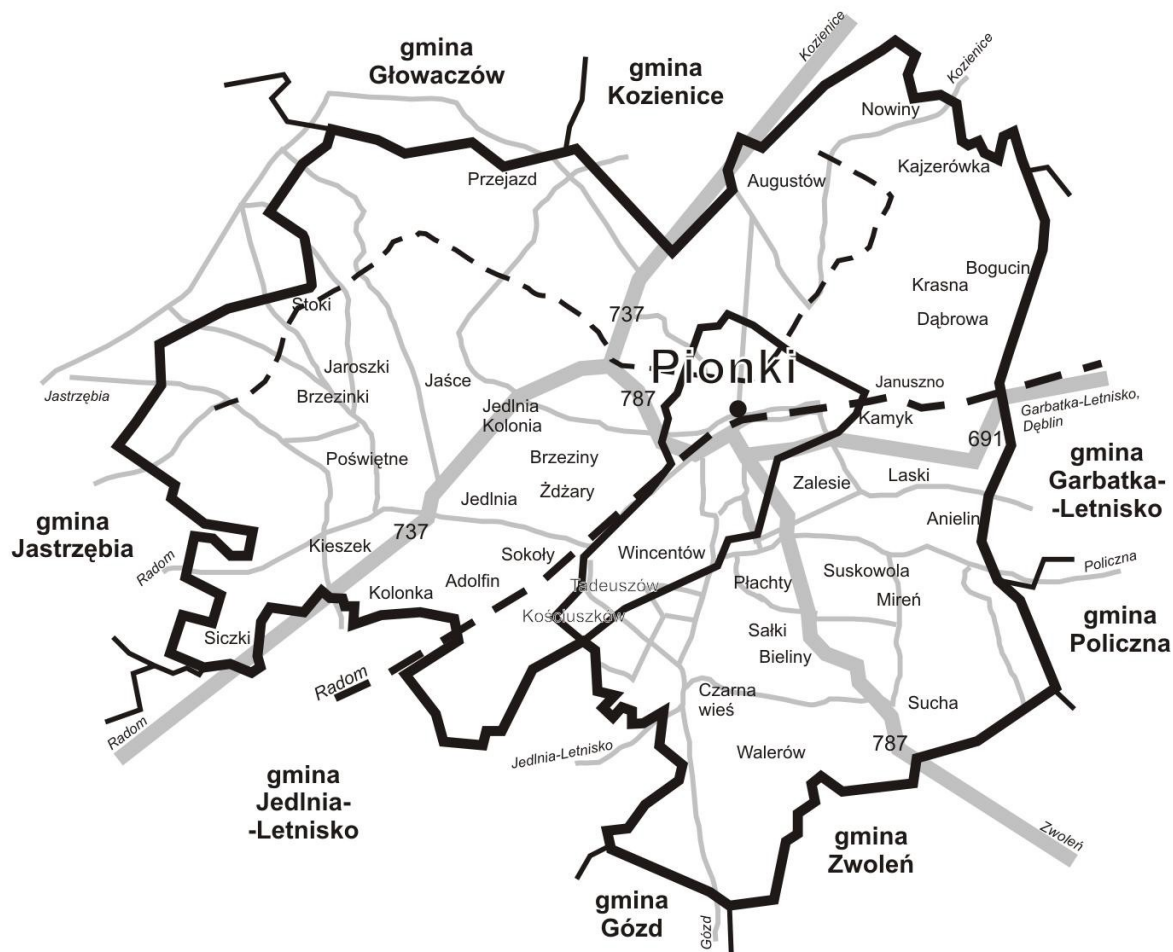 gmina
Głowaczów
gmina
Kozienice
Kozienice
Kozienice
Nowiny
Przejazd
Augustów
Kajzerówka
Bogucin
Krasna
Stoki
737
Dąbrowa
Pionki
Jaroszki
Jaśce
Januszno
Jastrzębia
Brzezinki
787
Jedlnia
Kolonia
Kamyk
Garbatka-Letnisko,
Dęblin
691
Poświętne
Brzeziny
gmina
Garbatka-
-Letnisko
Zalesie
Laski
Jedlnia
Żdżary
Anielin
gmina
Jastrzębia
737
Kieszek
Radom
Sokoły
Wincentów
Adolfin
Tadeuszów
Płachty
Suskowola
Policzna
Kolonka
Kościuszków
Mireń
Siczki
Sałki
Bieliny
gmina
Policzna
Radom
Radom
Czarna
wieś
Sucha
Jedlnia-Letnisko
Walerów
787
gmina
Jedlnia-
-Letnisko
gmina
Zwoleń
Zwoleń
gmina
Gózd
Gózd